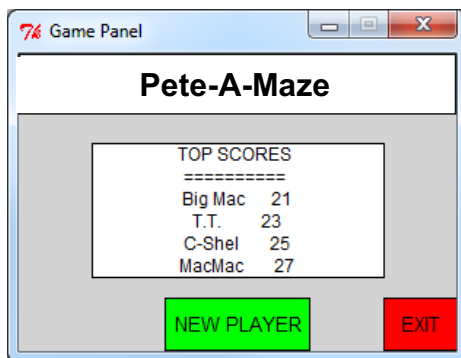 Game Panel
Pete-A-Maze
TOP SCORES
==========
Big Mac 21
T.T. 23
C-Shel 25
MacMac 27
NEW PLAYER
EXIT